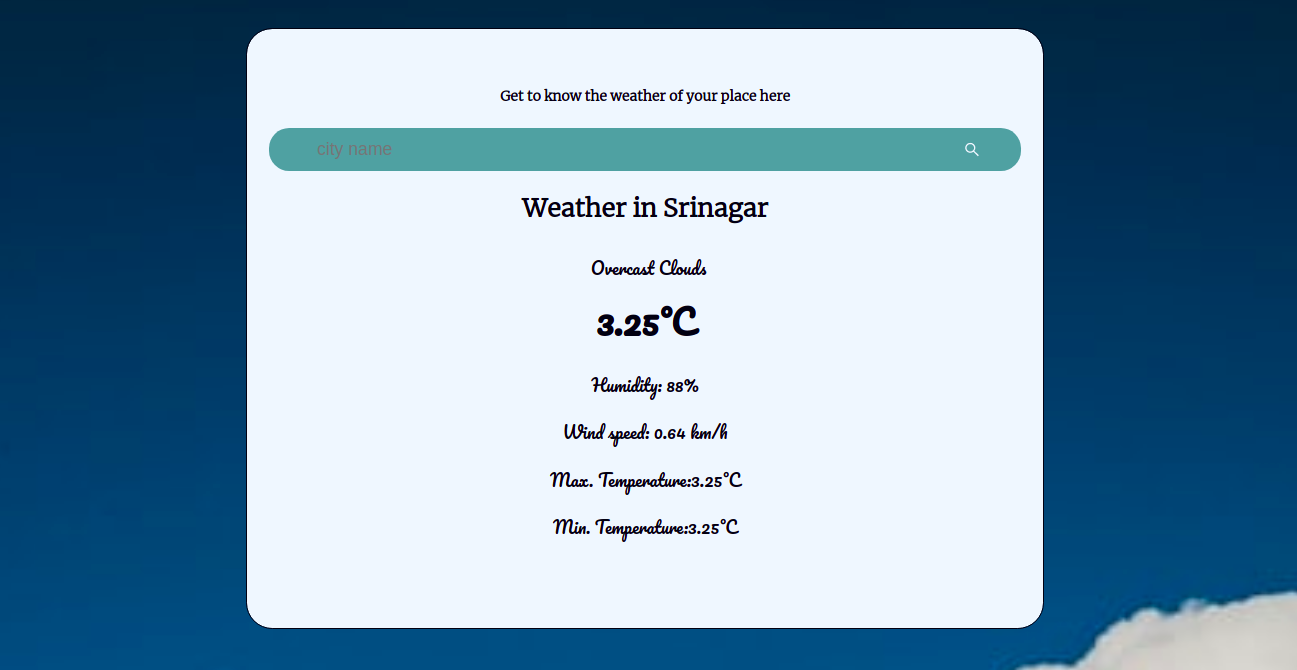 Get to know the weather of your place here
city name
Weather in Srinagar
Overcast Clouds
3.25°C
Humidity: 88%
Wind speed: 0.64 km/h
Max. Temperature:3.25°C
Min. Temperature:3.25°C